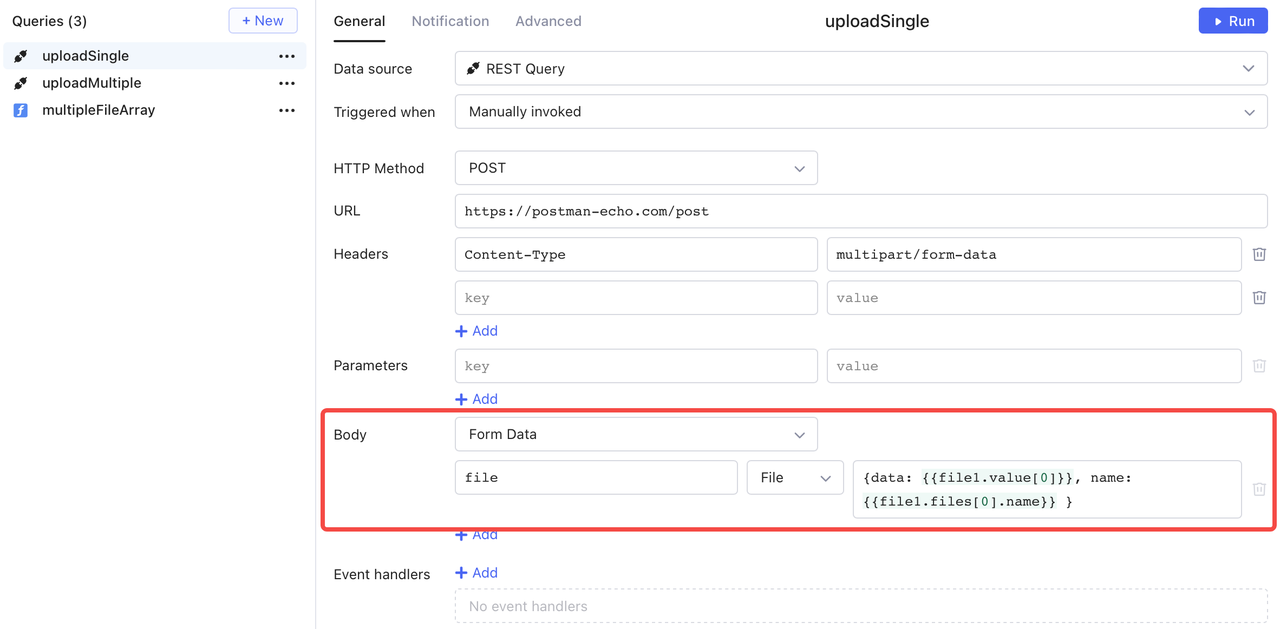 Queries (3)
+ New
uploadSingle
uploadMultiple
multipleFileArray
General Notification Advanced
uploadSingle
Run
Data source
REST Query
Triggered when
Manually invoked
HTTP Method
POST
URL
https://postman-echo.com/post
Headers
Content-Type
multipart/form-data
key
value
+ Add
Parameters
key
value
+ Add
Body
Form Data
file
File
{data: {{file1.value[0]}}, name:
{{file1.files[0].name}} }
+ Add
Event handlers
+ Add
No event handlers